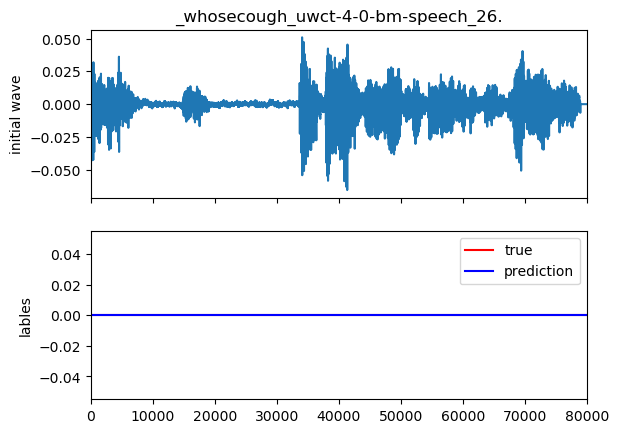 _whosecough_uwct-4-0-bm-speech_26.
initial wave
0.050
0.025
0.000
−0.025
−0.050
lables
0.04
0.02
0.00
−0.02
−0.04
true
prediction
0 10000 20000 30000 40000 50000 60000 70000 80000